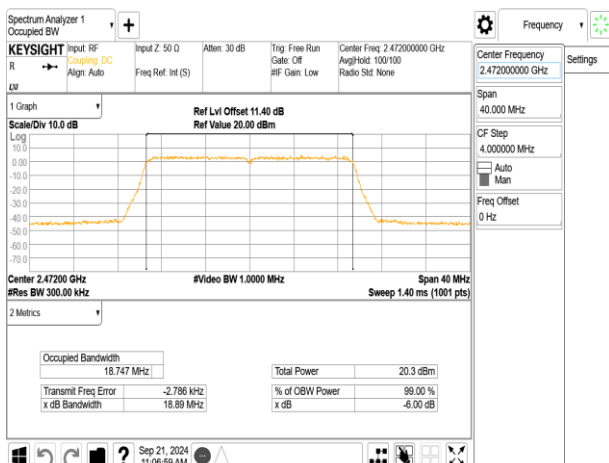 Spectrum Analyzer 1
Occupied BW
Frequency
KEYSIGHT
R
Input: RF
Coupling: DC
Align: Auto
Input Z: 50 Ω
Freq Ref: Int (S)
Atten: 30 dB
Trig: Free Run
Gate: Off
#IF Gain: Low
Center Freq: 2.472000000 GHz
Avg|Hold: 100/100
Radio Std: None
Center Frequency
2.472000000 GHz
Settings
Span
40.000 MHz
CF Step
4.000000 MHz
Auto
Man
Freq Offset
0 Hz
1 Graph
Scale/Div 10.0 dB
Ref Lvl Offset 11.40 dB
Ref Value 20.00 dBm
Log
10.0
0.00
-10.0
-20.0
-30.0
-40.0
-50.0
-60.0
-70.0
Center 2.47200 GHz
#Res BW 300.00 kHz
#Video BW 1.0000 MHz
Span 40 MHz
Sweep 1.40 ms (1001 pts)
2 Metrics
Occupied Bandwidth
18.747 MHz
Transmit Freq Error -2.786 kHz
x dB Bandwidth 18.89 MHz
Total Power 20.3 dBm
% of OBW Power 99.00 %
x dB -6.00 dB
?
Sep 21, 2024
11:06:59 AM